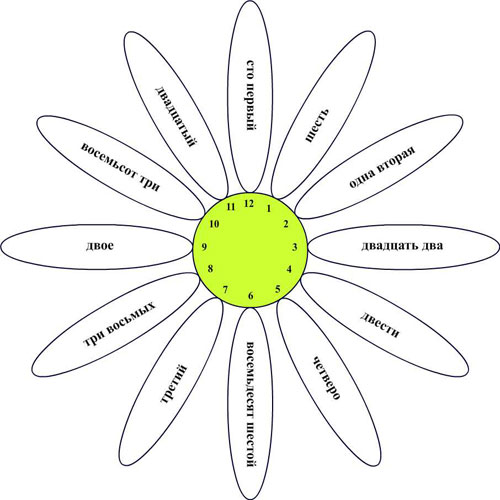 сто первый
шесть
одна вторая
двадцать два
двести
четверо
восемьдесят шестой
третий
три восьмых
двое
восемьсот три
двадцатый
12
1
2
3
4
5
6
7
8
9
10
11